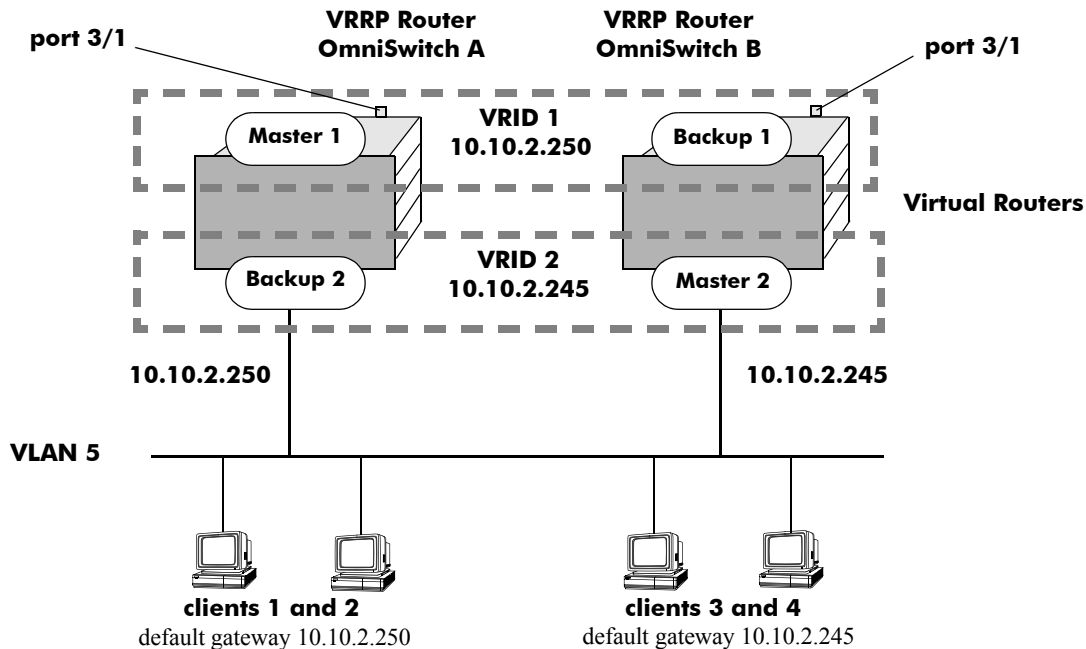 VRRP Router
OmniSwitch A
VRRP Router
OmniSwitch B
port 3/1
port 3/1
VRID 1
10.10.2.250
Master 1
Backup 1
Virtual Routers
VRID 2
10.10.2.245
Backup 2
Master 2
10.10.2.250
10.10.2.245
VLAN 5
clients 1 and 2
default gateway 10.10.2.250
clients 3 and 4
default gateway 10.10.2.245